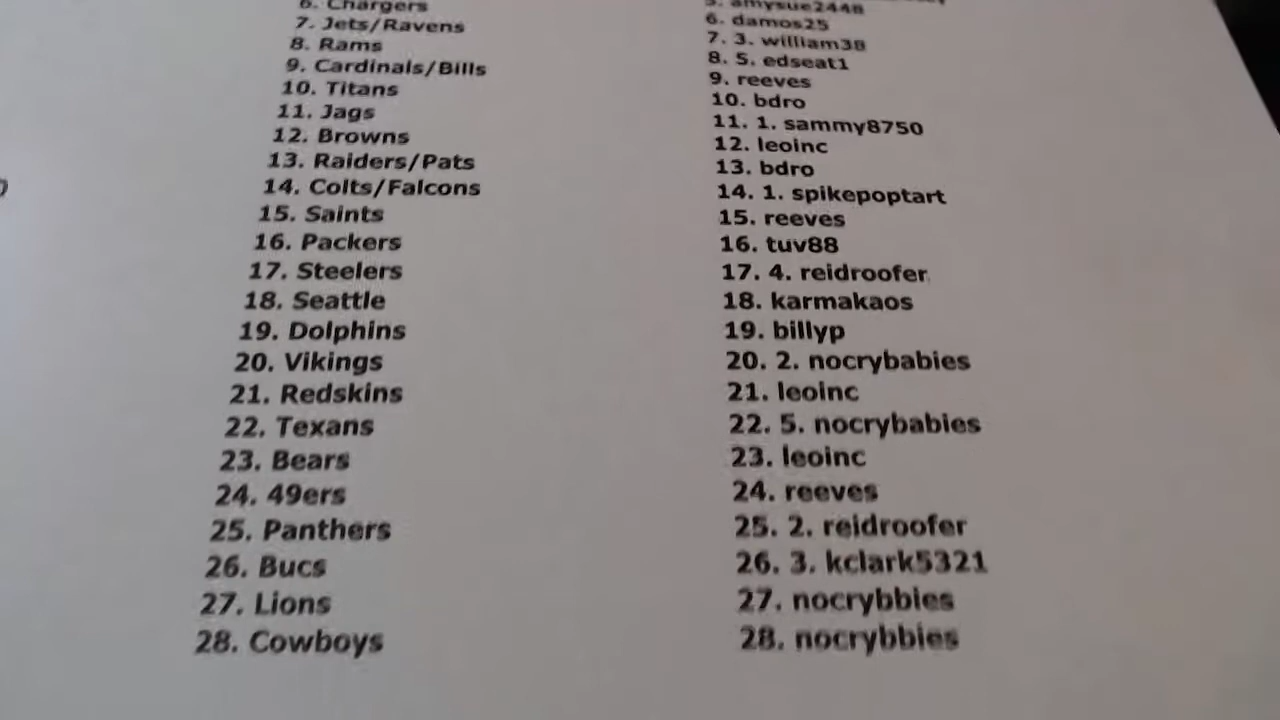 6. Chargers
7. Jets/Ravens
8. Rams
9. Cardinals/Bills
10. Titans
11. Jags
12. Browns
13. Raiders/Pats
14. Colts/Falcons
15. Saints
16. Packers
17. Steelers
18. Seattle
19. Dolphins
20. Vikings
21. Redskins
22. Texans
23. Bears
24. 49ers
25. Panthers
26. Bucs
27. Lions
28. Cowboys
5. amysue2448
6. damos25
7. 3. william38
8. 5. edseat1
9. reeves
10. bdro
11. 1. sammy8750
12. leoinc
13. bdro
14. 1. spikepoptart
15. reeves
16. tuv88
17. 4. reidroofer
18. karmakaos
19. billyp
20. 2. nocrybabies
21. leoinc
22. 5. nocrybabies
23. leoinc
24. reeves
25. 2. reidroofer
26. 3. kclark5321
27. nocrybbies
28. nocrybbies